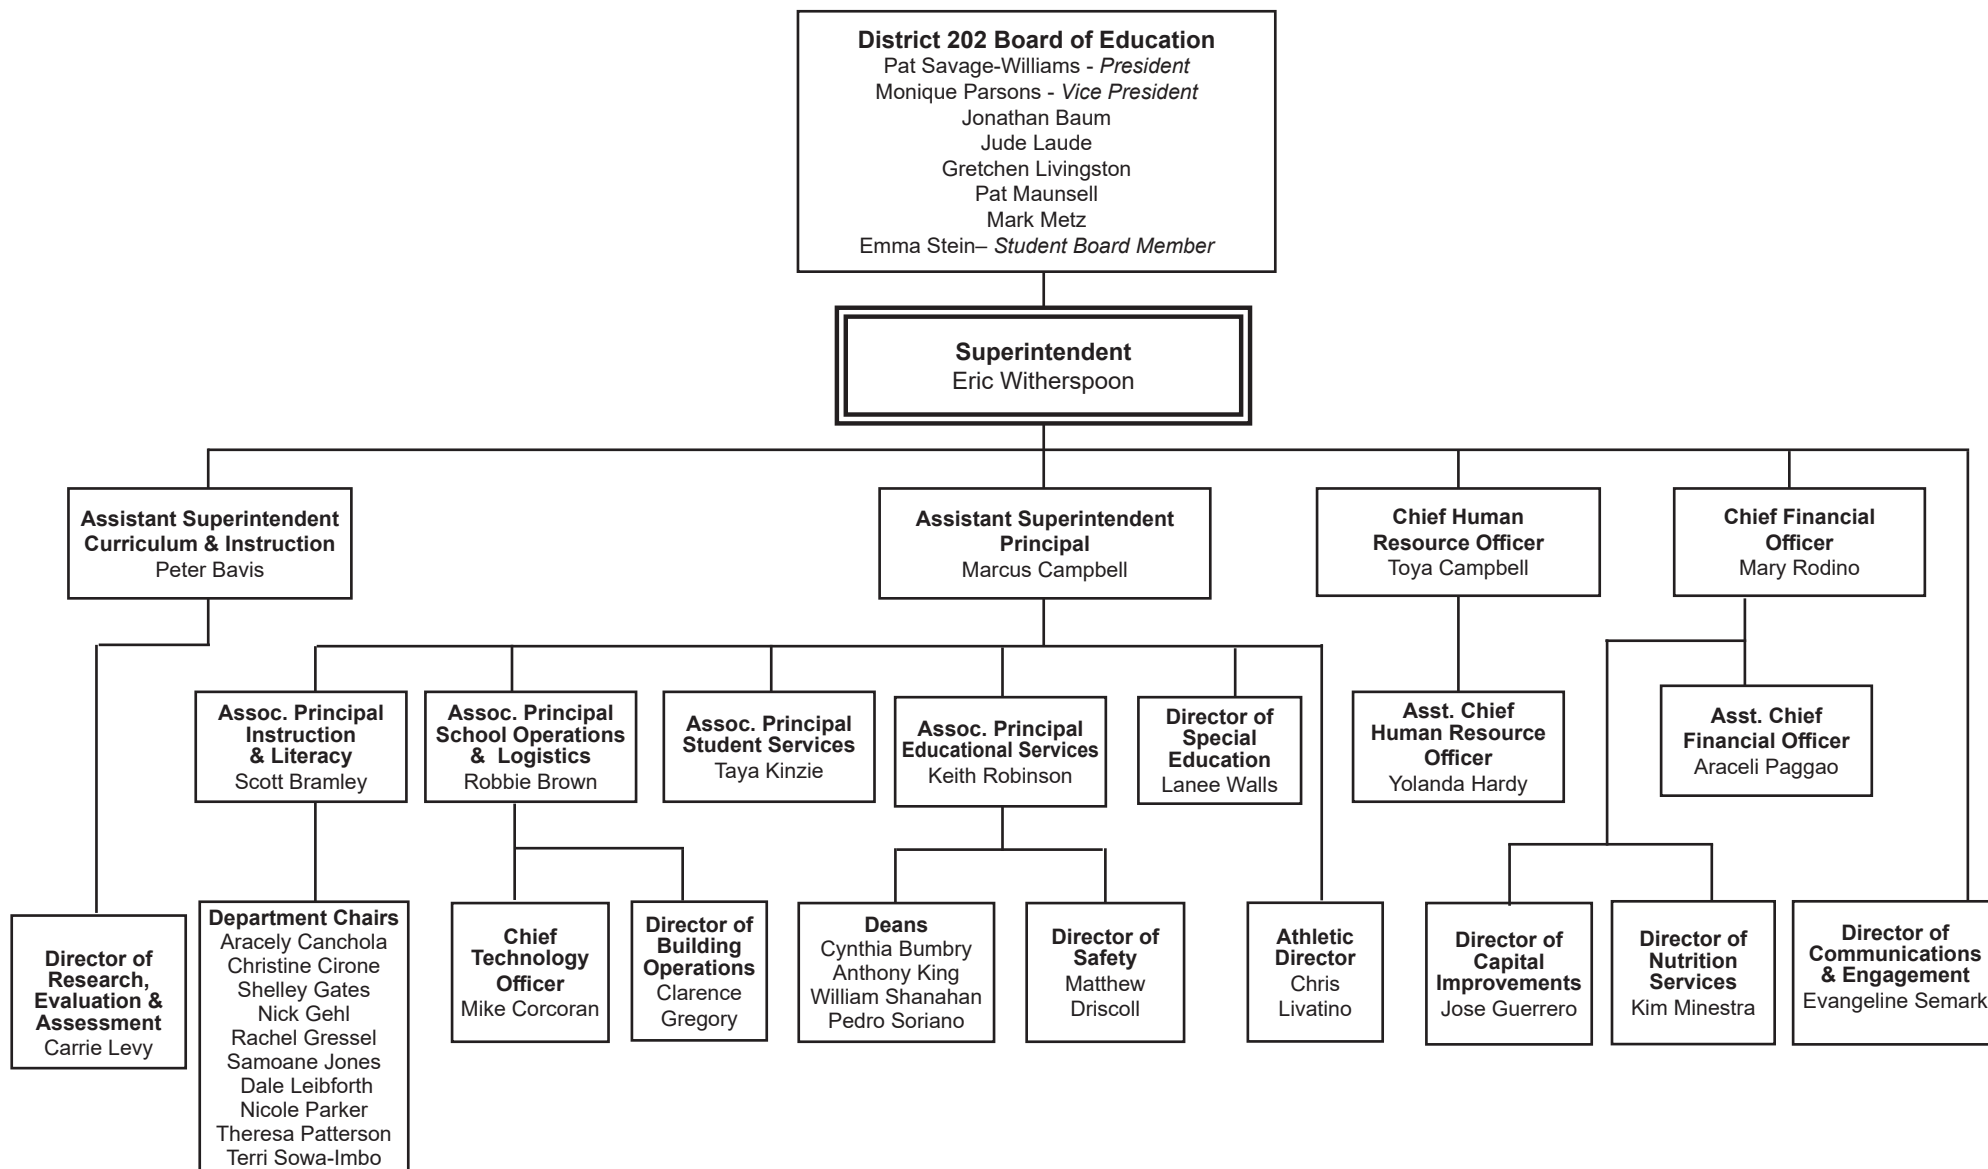 District 202 Board of Education
Pat Savage-Williams - President
Monique Parsons - Vice President
Jonathan Baum
Jude Laude
Gretchen Livingston
Pat Maunsell
Mark Metz
Emma Stein– Student Board Member
Superintendent
Eric Witherspoon
Assistant Superintendent
Curriculum & Instruction
Peter Bavis
Assistant Superintendent
Principal
Marcus Campbell
Chief Human
Resource Officer
Toya Campbell
Chief Financial
Officer
Mary Rodino
Assoc. Principal
Instruction
& Literacy
Scott Bramley
Assoc. Principal
School Operations
& Logistics
Robbie Brown
Assoc. Principal
Student Services
Taya Kinzie
Assoc. Principal
Educational Services
Keith Robinson
Director of
Special
Education
Lanee Walls
Asst. Chief
Human Resource
Officer
Yolanda Hardy
Asst. Chief
Financial Officer
Araceli Paggao
Director of
Research,
Evaluation &
Assessment
Carrie Levy
Department Chairs
Aracely Canchola
Christine Cirone
Shelley Gates
Nick Gehl
Rachel Gressel
Samoane Jones
Dale Leibforth
Nicole Parker
Theresa Patterson
Terri Sowa-Imbo
Chief
Technology
Officer
Mike Corcoran
Director of
Building
Operations
Clarence
Gregory
Deans
Cynthia Bumbry
Anthony King
William Shanahan
Pedro Soriano
Director of
Safety
Matthew
Driscoll
Athletic
Director
Chris
Livatino
Director of
Capital
Improvements
Jose Guerrero
Director of
Nutrition
Services
Kim Minestra
Director of
Communications
& Engagement
Evangeline Semark